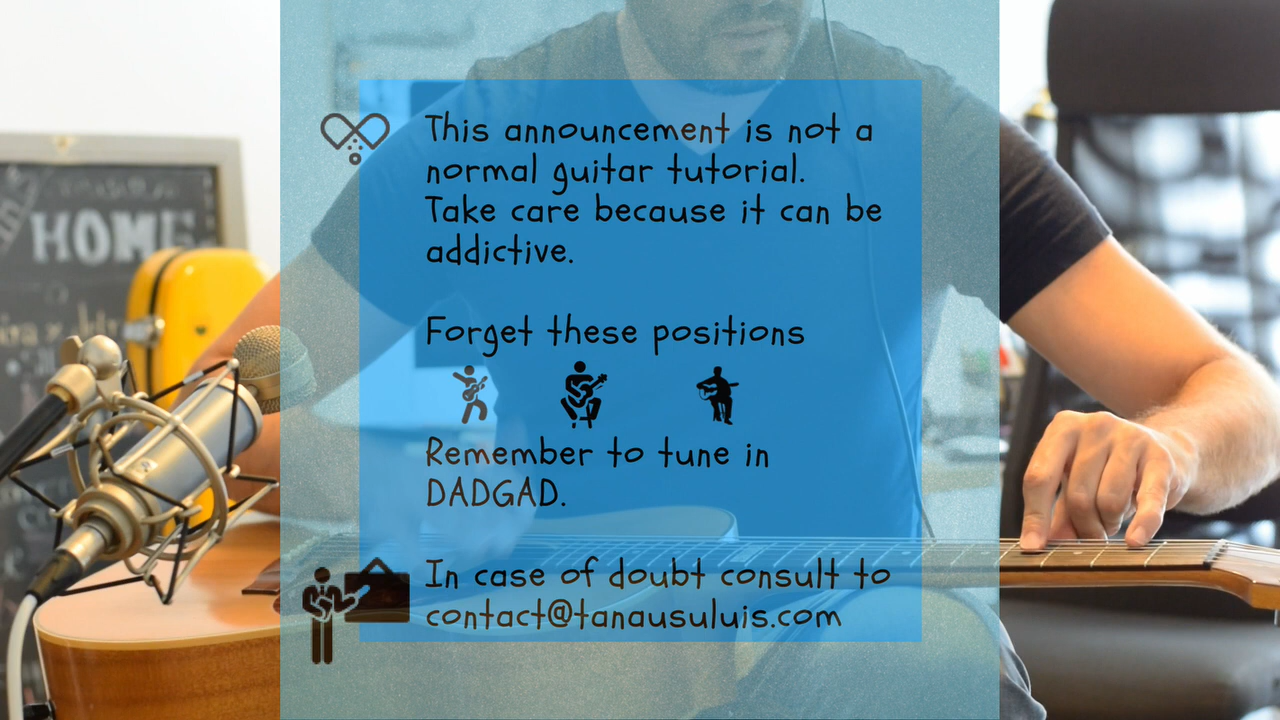 HOME
This announcement is not a
normal guitar tutorial.
Take care because it can be
addictive.
Forget these positions
Remember to tune in
DADGAD.
In case of doubt consult to
contact@tanausuluis.com